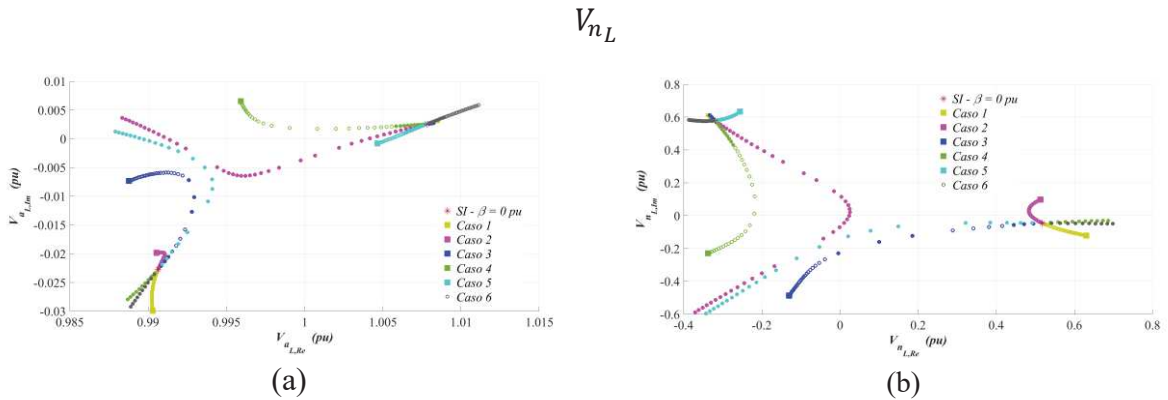 V_{n_L}
0.01
0.005
0
-0.005
-0.01
-0.015
-0.02
-0.025
-0.03
0.985
0.99
0.995
1
1.005
1.01
1.015
V_{a_{L,Im}} (pu)
V_{a_{L,Re}} (pu)
SI - β = 0 pu
Caso 1
Caso 2
Caso 3
Caso 4
Caso 5
Caso 6
(a)
0.8
0.6
0.4
0.2
0
-0.2
-0.4
-0.6
-0.4
-0.2
0
0.2
0.4
0.6
0.8
V_{n_{L,Im}} (pu)
V_{n_{L,Re}} (pu)
SI - β = 0 pu
Caso 1
Caso 2
Caso 3
Caso 4
Caso 5
Caso 6
(b)